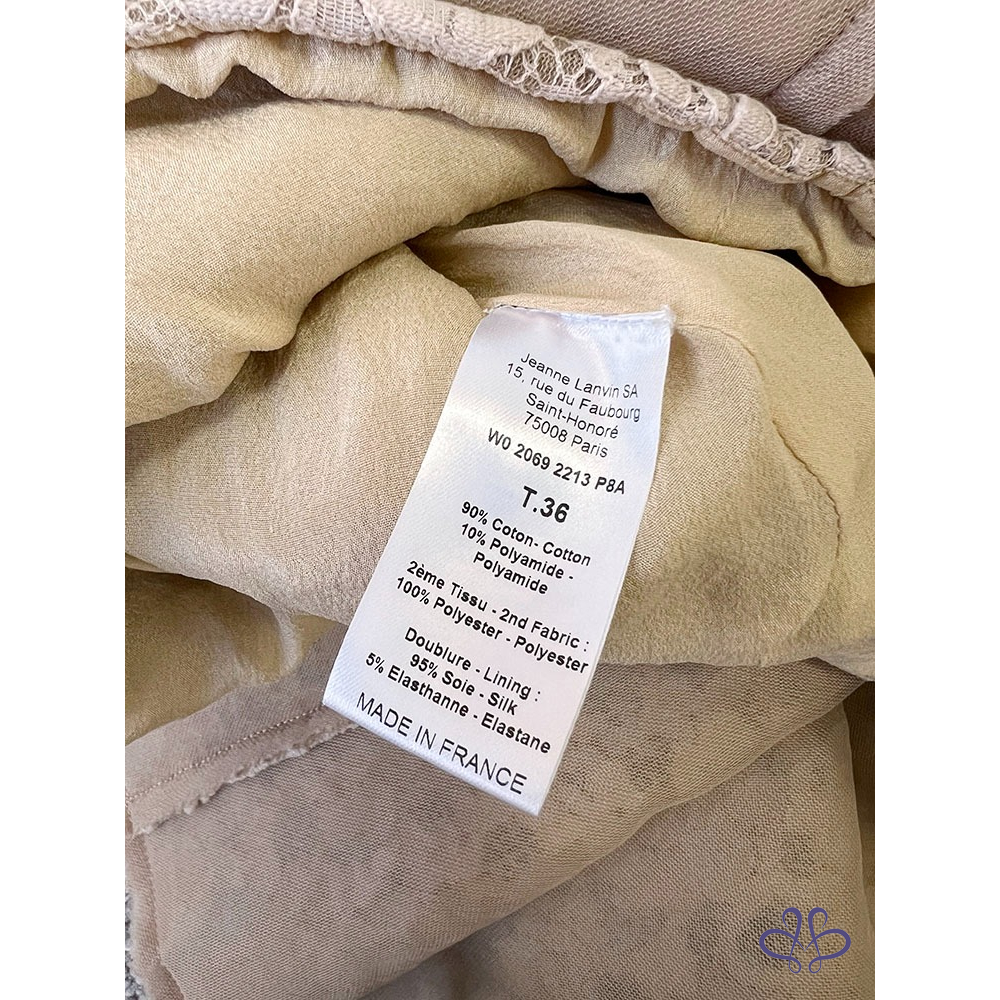 Jeanne Lanvin SA
15, rue du Faubourg
Saint-Honoré
75008 Paris
W0 2069 2213 P8A
T.36
90% Coton- Cotton
10% Polyamide -
Polyamide
2ème Tissu - 2nd Fabric :
100% Polyester - Polyester
Doublure - Lining :
95% Soie - Silk
5% Elasthanne - Elastane
MADE IN FRANCE